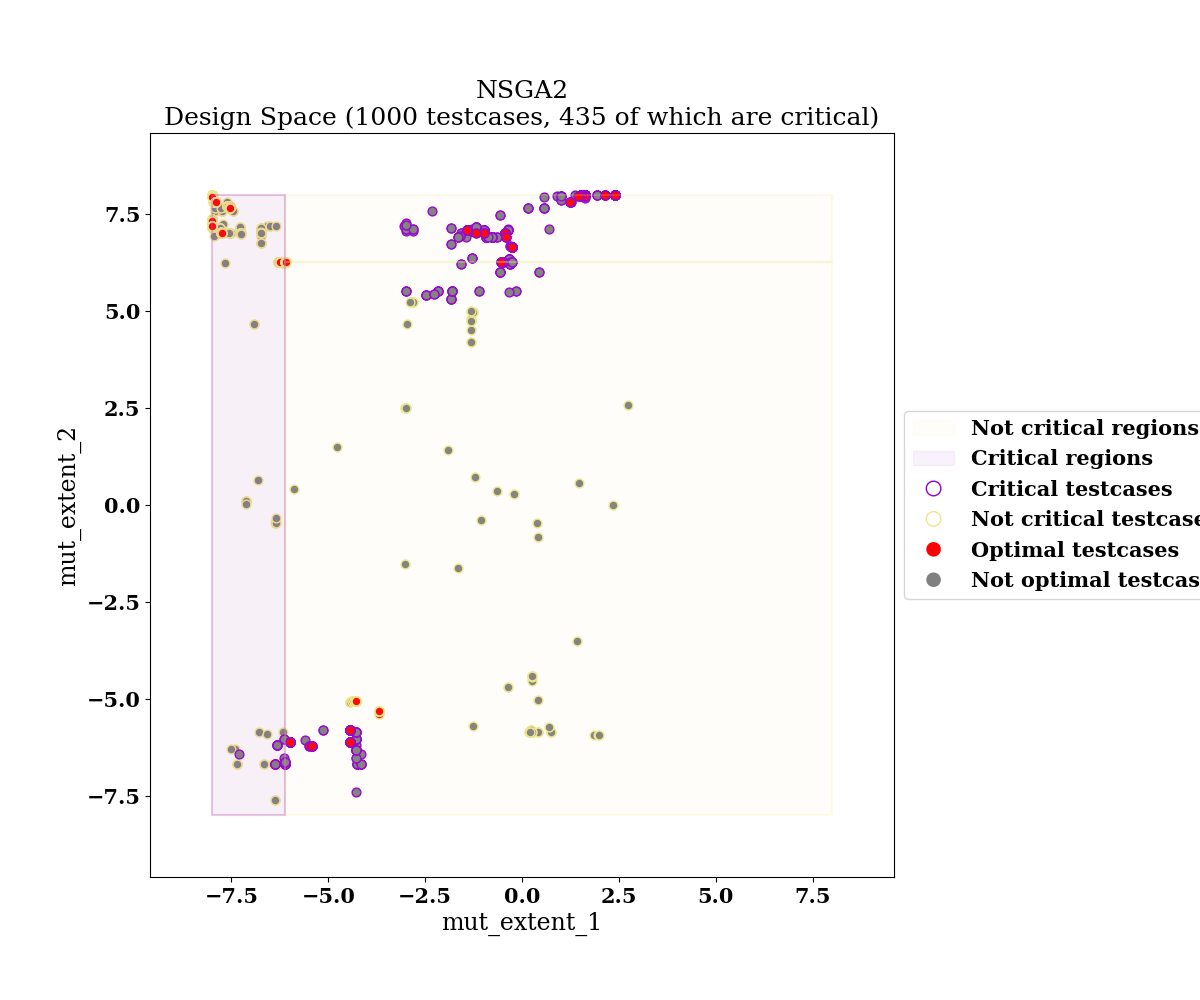 NSGA2
Design Space (1000 testcases, 435 of which are critical)
7.5
5.0
2.5
0.0
−2.5
−5.0
−7.5
mut_extent_2
−7.5
−5.0
−2.5
0.0
2.5
5.0
7.5
mut_extent_1
Not critical regions
Critical regions
Critical testcases
Not critical testcase
Optimal testcases
Not optimal testcas